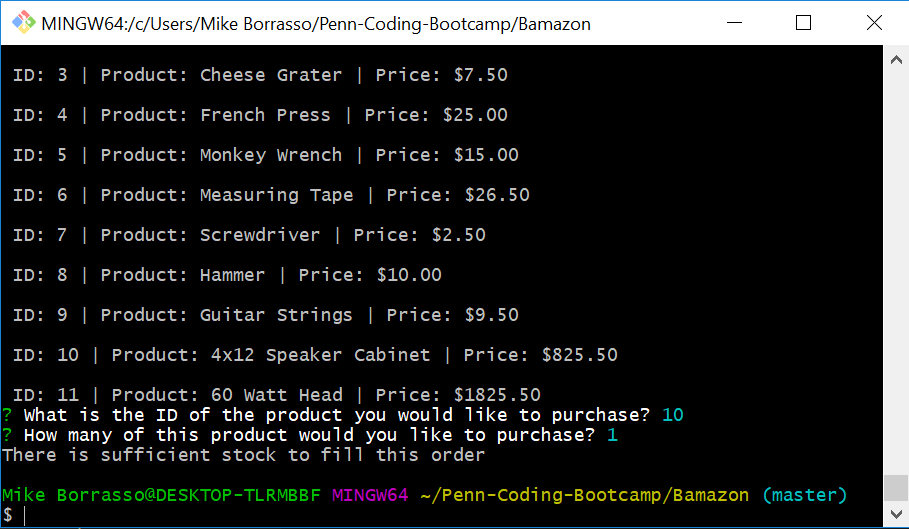 MINGW64:/c/Users/Mike Borrasso/Penn-Coding-Bootcamp/Bamazon
ID: 3 | Product: Cheese Grater | Price: $7.50
ID: 4 | Product: French Press | Price: $25.00
ID: 5 | Product: Monkey Wrench | Price: $15.00
ID: 6 | Product: Measuring Tape | Price: $26.50
ID: 7 | Product: Screwdriver | Price: $2.50
ID: 8 | Product: Hammer | Price: $10.00
ID: 9 | Product: Guitar Strings | Price: $9.50
ID: 10 | Product: 4x12 Speaker Cabinet | Price: $825.50
ID: 11 | Product: 60 Watt Head | Price: $1825.50
? What is the ID of the product you would like to purchase? 10
? How many of this product would you like to purchase? 1
There is sufficient stock to fill this order
Mike Borrasso@DESKTOP-TLRMBBF MINGW64 ~/Penn-Coding-Bootcamp/Bamazon (master)
$